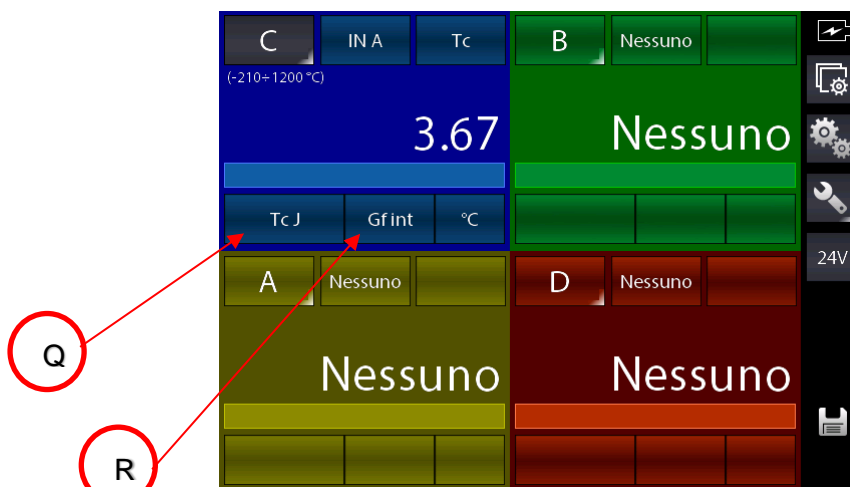 C IN A Tc
(-210÷1200 °C)
3.67
Tc J Gf int °C
B Nessuno
Nessuno
A Nessuno
Nessuno
D Nessuno
Nessuno
24V
Q
R